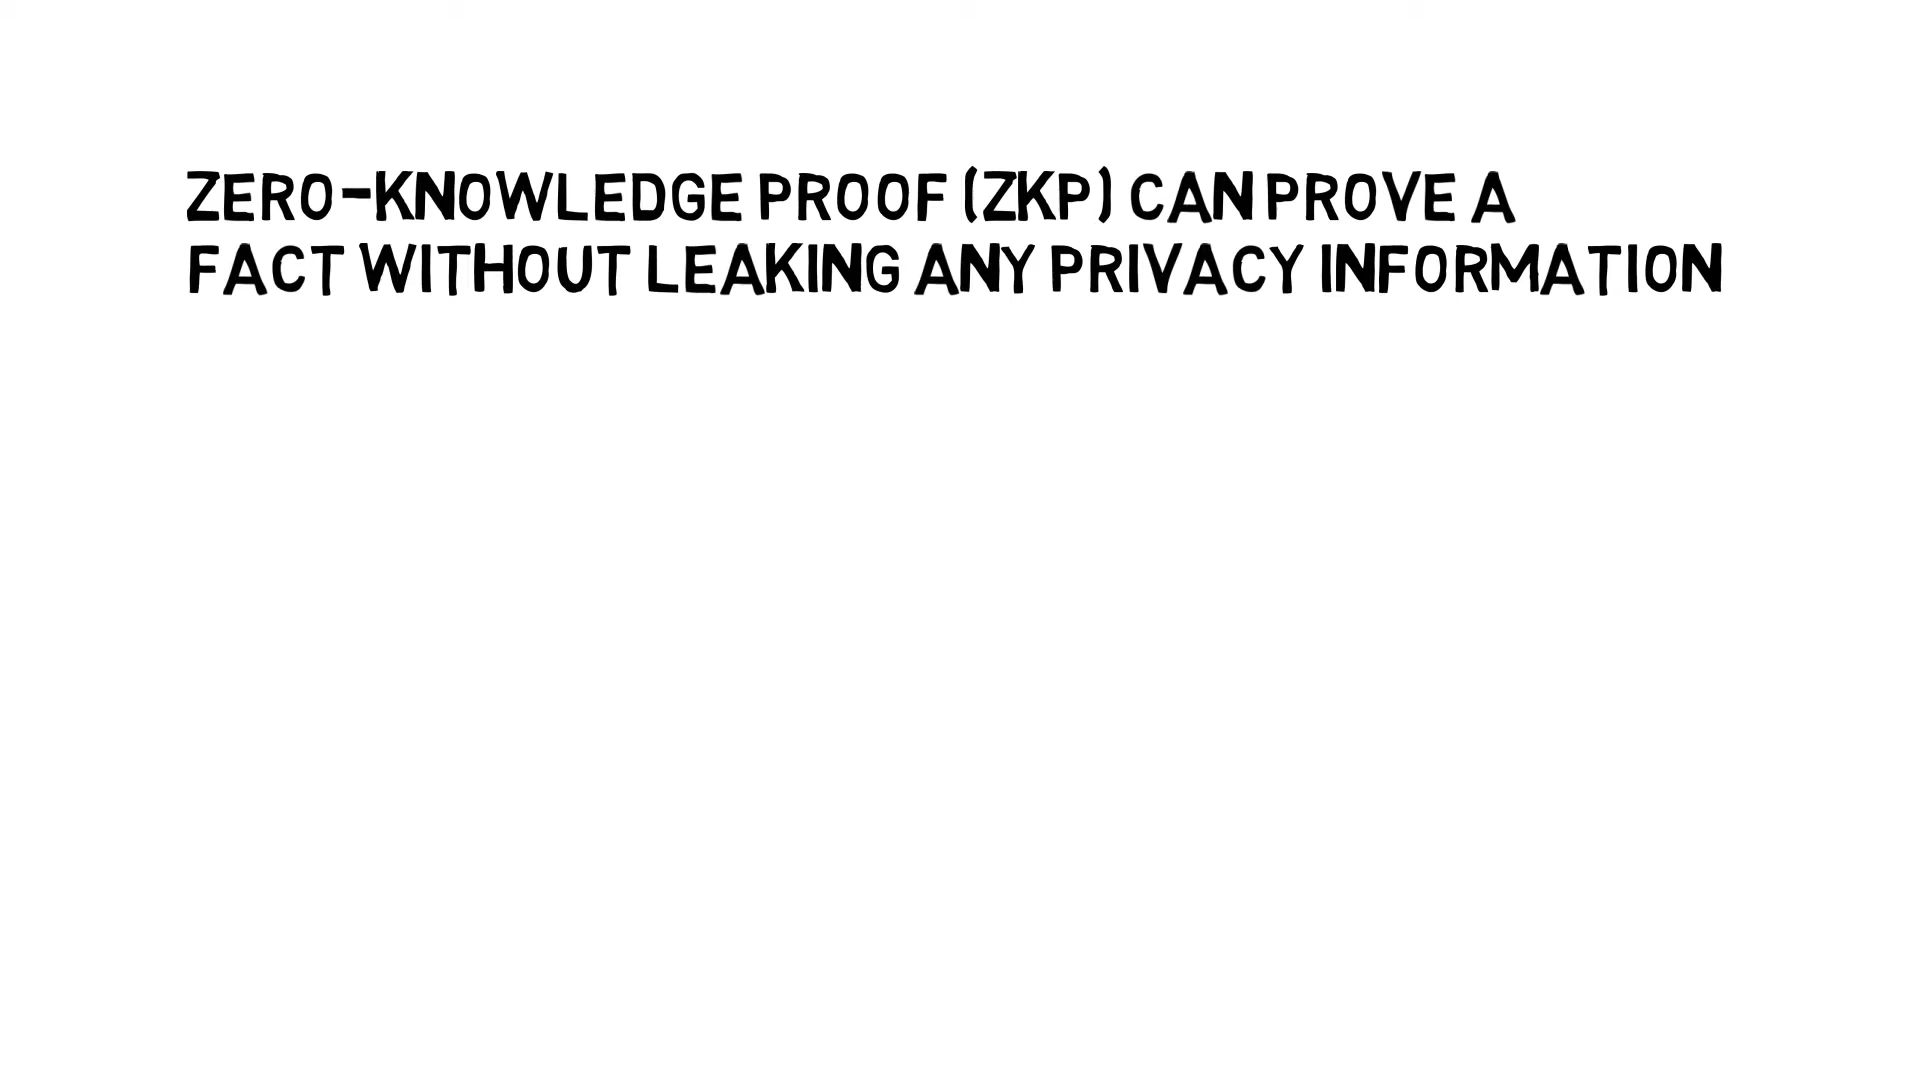 ZERO-KNOWLEDGE PROOF (ZKP) CAN PROVE A
FACT WITHOUT LEAKING ANY PRIVACY INFORMATION